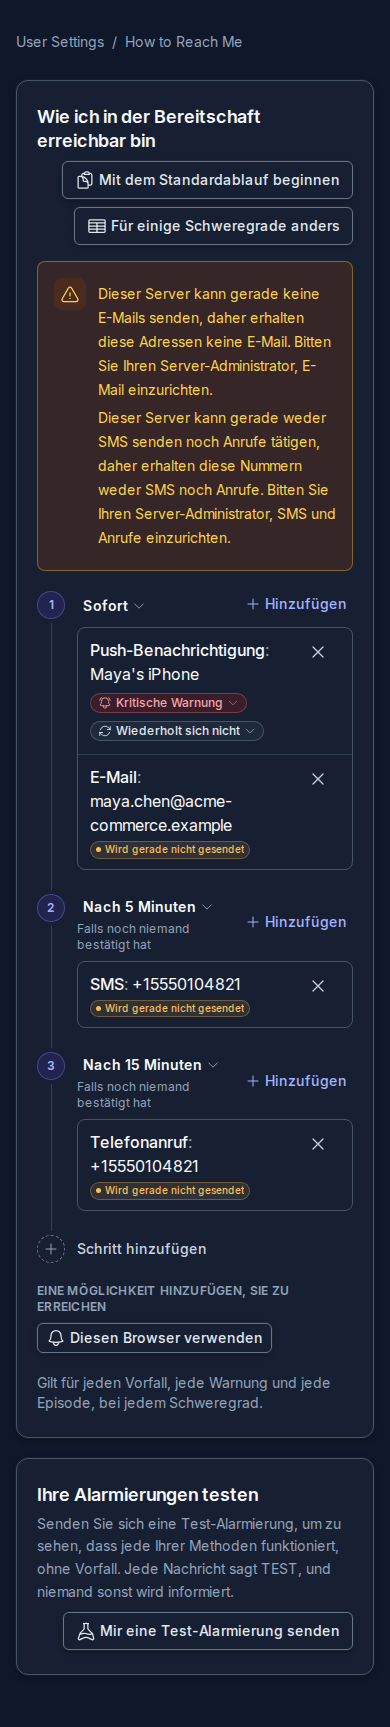 User Settings / How to Reach Me
Wie ich in der Bereitschaft
erreichbar bin
Mit dem Standardablauf beginnen
Für einige Schweregrade anders
Dieser Server kann gerade keine
E-Mails senden, daher erhalten
diese Adressen keine E-Mail. Bitten
Sie Ihren Server-Administrator, E-
Mail einzurichten.
Dieser Server kann gerade weder
SMS senden noch Anrufe tätigen,
daher erhalten diese Nummern
weder SMS noch Anrufe. Bitten Sie
Ihren Server-Administrator, SMS und
Anrufe einzurichten.
1 Sofort Hinzufügen
Push-Benachrichtigung:
Maya's iPhone
Kritische Warnung
Wiederholt sich nicht
E-Mail:
maya.chen@acme-
commerce.example
Wird gerade nicht gesendet
2 Nach 5 Minuten Hinzufügen
Falls noch niemand
bestätigt hat
SMS: +15550104821
Wird gerade nicht gesendet
3 Nach 15 Minuten Hinzufügen
Falls noch niemand
bestätigt hat
Telefonanruf:
+15550104821
Wird gerade nicht gesendet
Schritt hinzufügen
EINE MÖGLICHKEIT HINZUFÜGEN, SIE ZU
ERREICHEN
Diesen Browser verwenden
Gilt für jeden Vorfall, jede Warnung und jede
Episode, bei jedem Schweregrad.
Ihre Alarmierungen testen
Senden Sie sich eine Test-Alarmierung, um zu
sehen, dass jede Ihrer Methoden funktioniert,
ohne Vorfall. Jede Nachricht sagt TEST, und
niemand sonst wird informiert.
Mir eine Test-Alarmierung senden